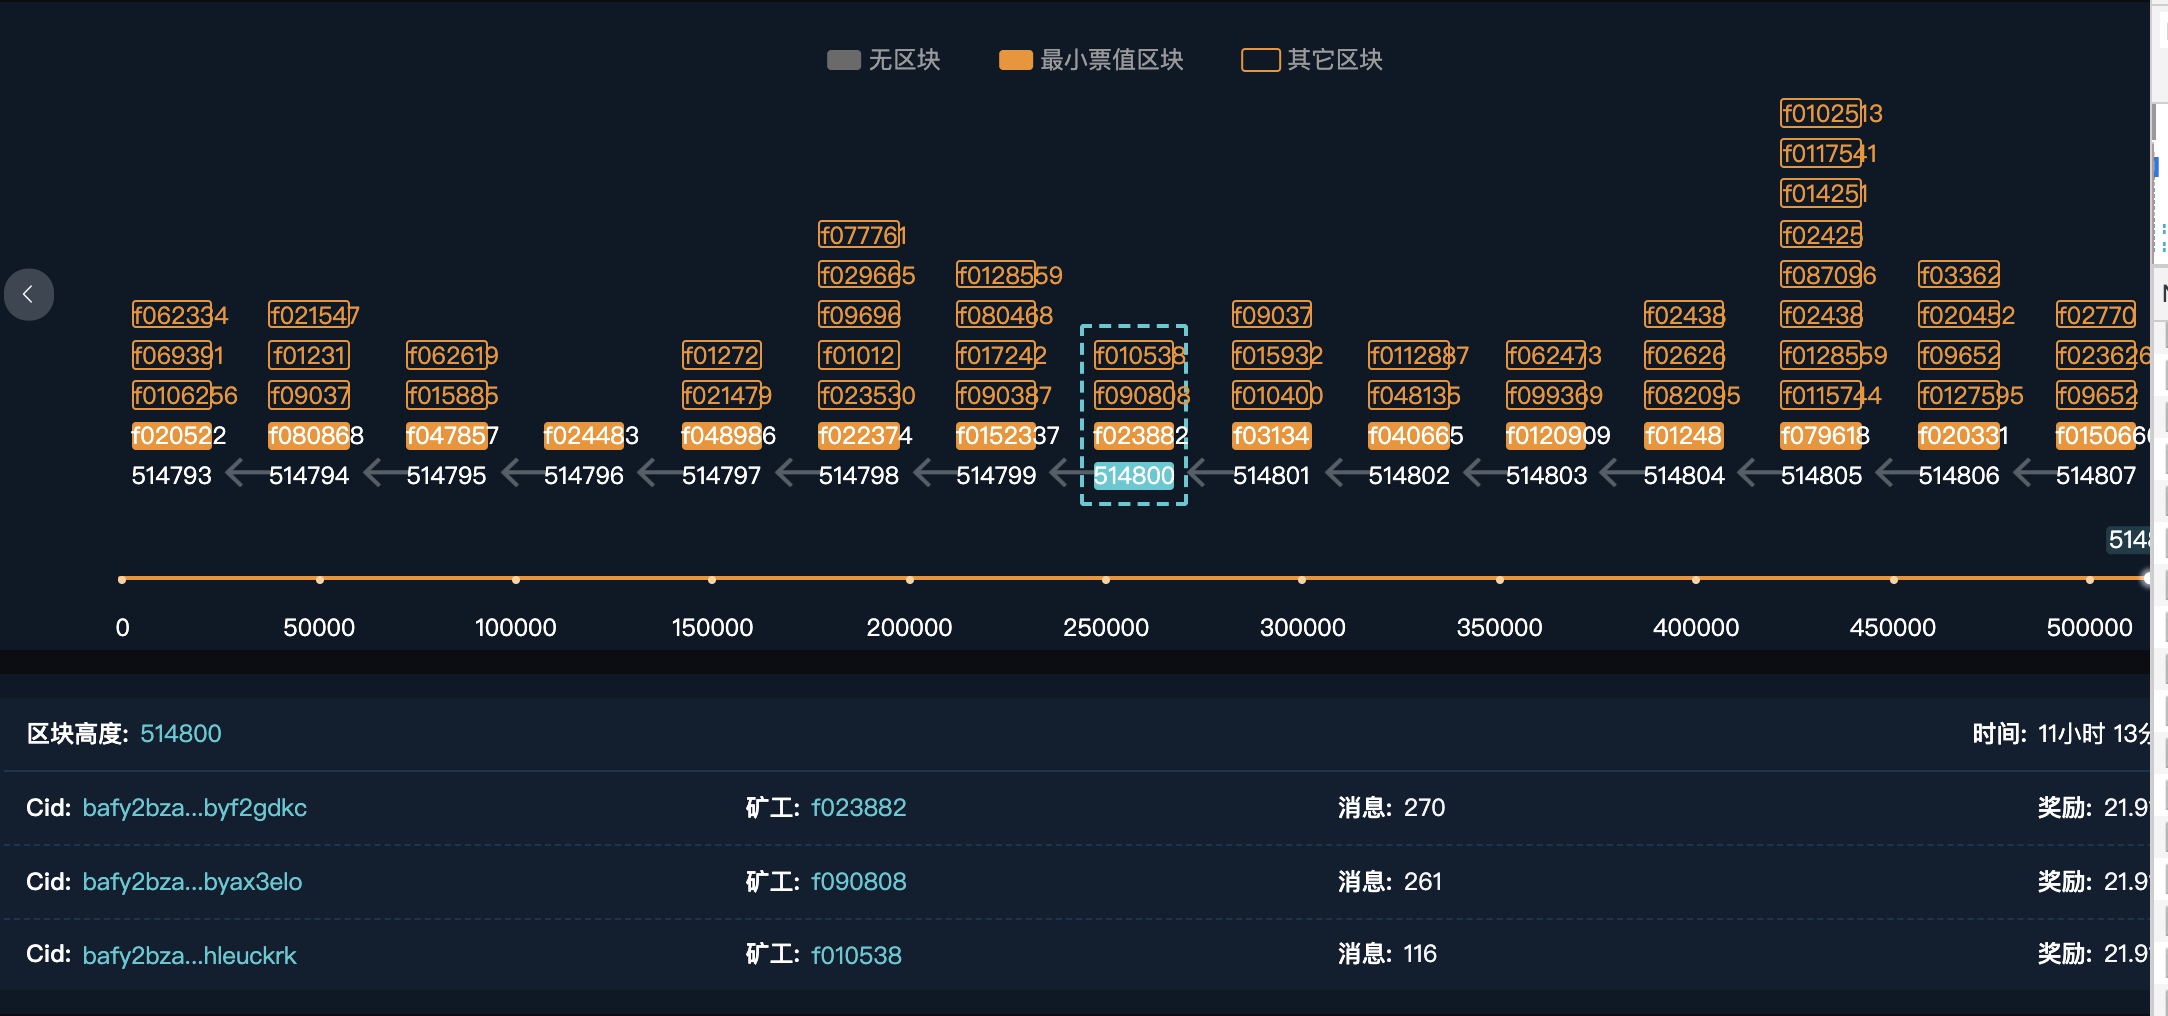 无区块 最小票值区块 其它区块
f0102513
f0117541
f014251
f077761 f02425
f029665 f0128559 f087096 f03362
f062334 f021547 f09696 f080468 f09037 f02438 f02438 f020452 f02770
f069391 f01231 f062619 f01272 f01012 f017242 f010538 f015932 f0112887 f062473 f02626 f0128559 f09652 f023626
f0106256 f09037 f015885 f021479 f023530 f090387 f090808 f010400 f048135 f099369 f082095 f0115744 f0127595 f09652
f020522 f080868 f047857 f024483 f048986 f022374 f0152337 f023882 f03134 f040665 f0120909 f01248 f079618 f020331 f015066
514793 514794 514795 514796 514797 514798 514799 514800 514801 514802 514803 514804 514805 514806 514807
514
0 50000 100000 150000 200000 250000 300000 350000 400000 450000 500000
区块高度: 514800 时间: 11小时 13分
Cid: bafy2bza...byf2gdkc 矿工: f023882 消息: 270 奖励: 21.9
Cid: bafy2bza...byax3elo 矿工: f090808 消息: 261 奖励: 21.9
Cid: bafy2bza...hleuckrk 矿工: f010538 消息: 116 奖励: 21.9